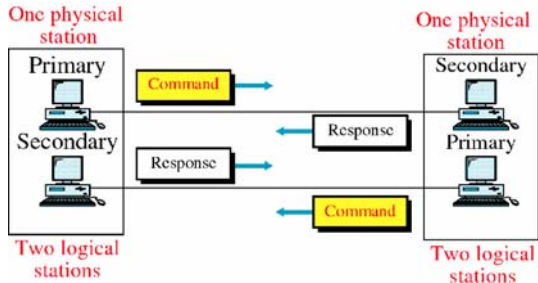 One physical
station
Primary
Command
Secondary
Response
Two logical
stations
One physical
station
Secondary
Response
Primary
Command
Two logical
stations